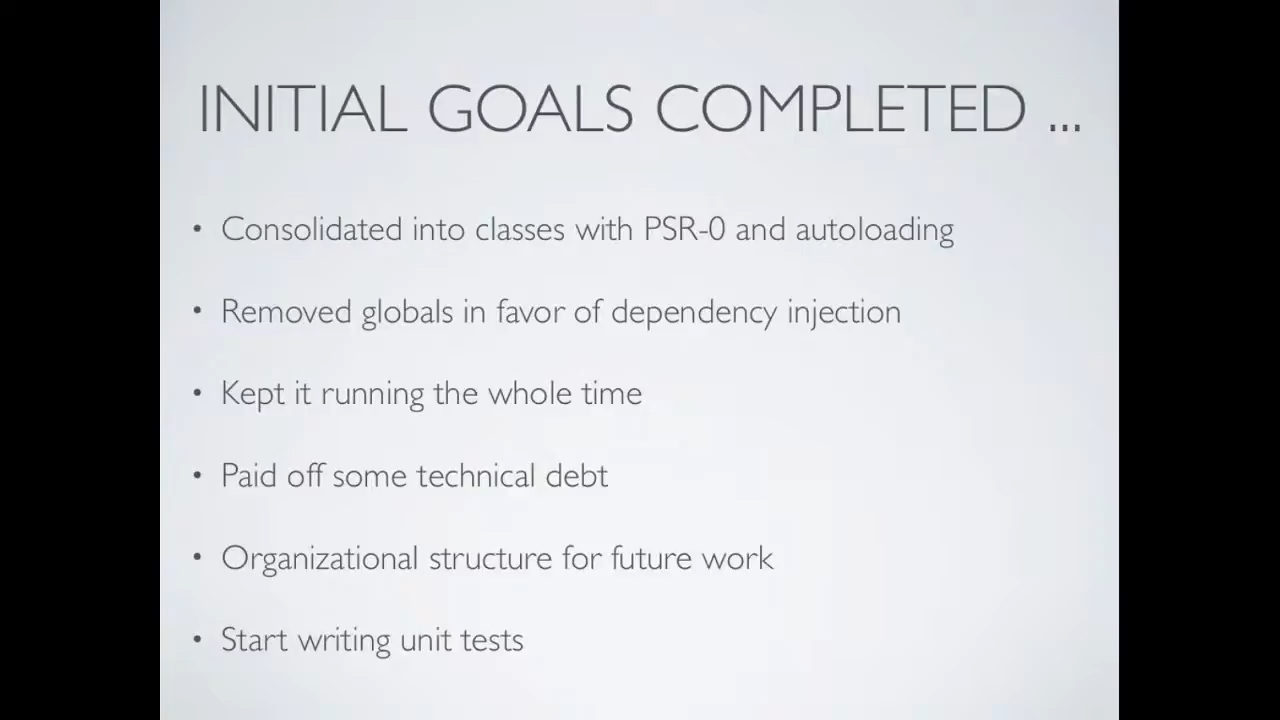 INITIAL GOALS COMPLETED ...
• Consolidated into classes with PSR-0 and autoloading
• Removed globals in favor of dependency injection
• Kept it running the whole time
• Paid off some technical debt
• Organizational structure for future work
• Start writing unit tests